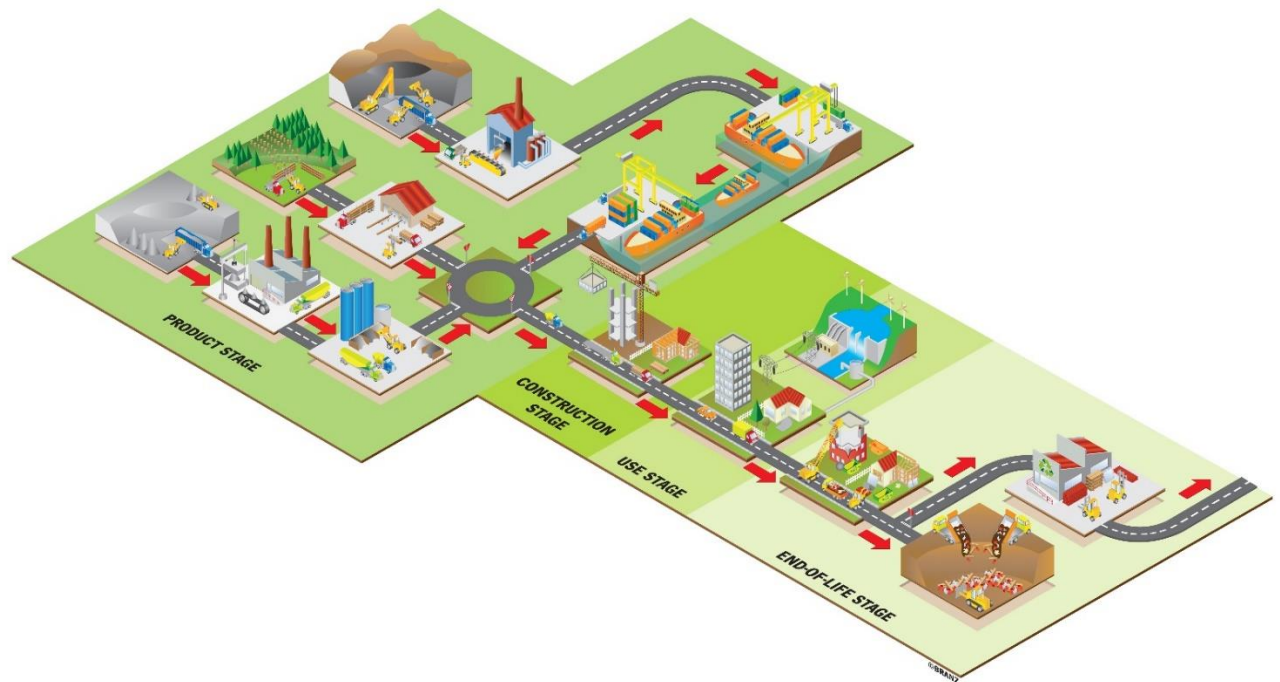 PRODUCT STAGE
CONSTRUCTION
STAGE
USE STAGE
END-OF-LIFE STAGE
©BRANZ